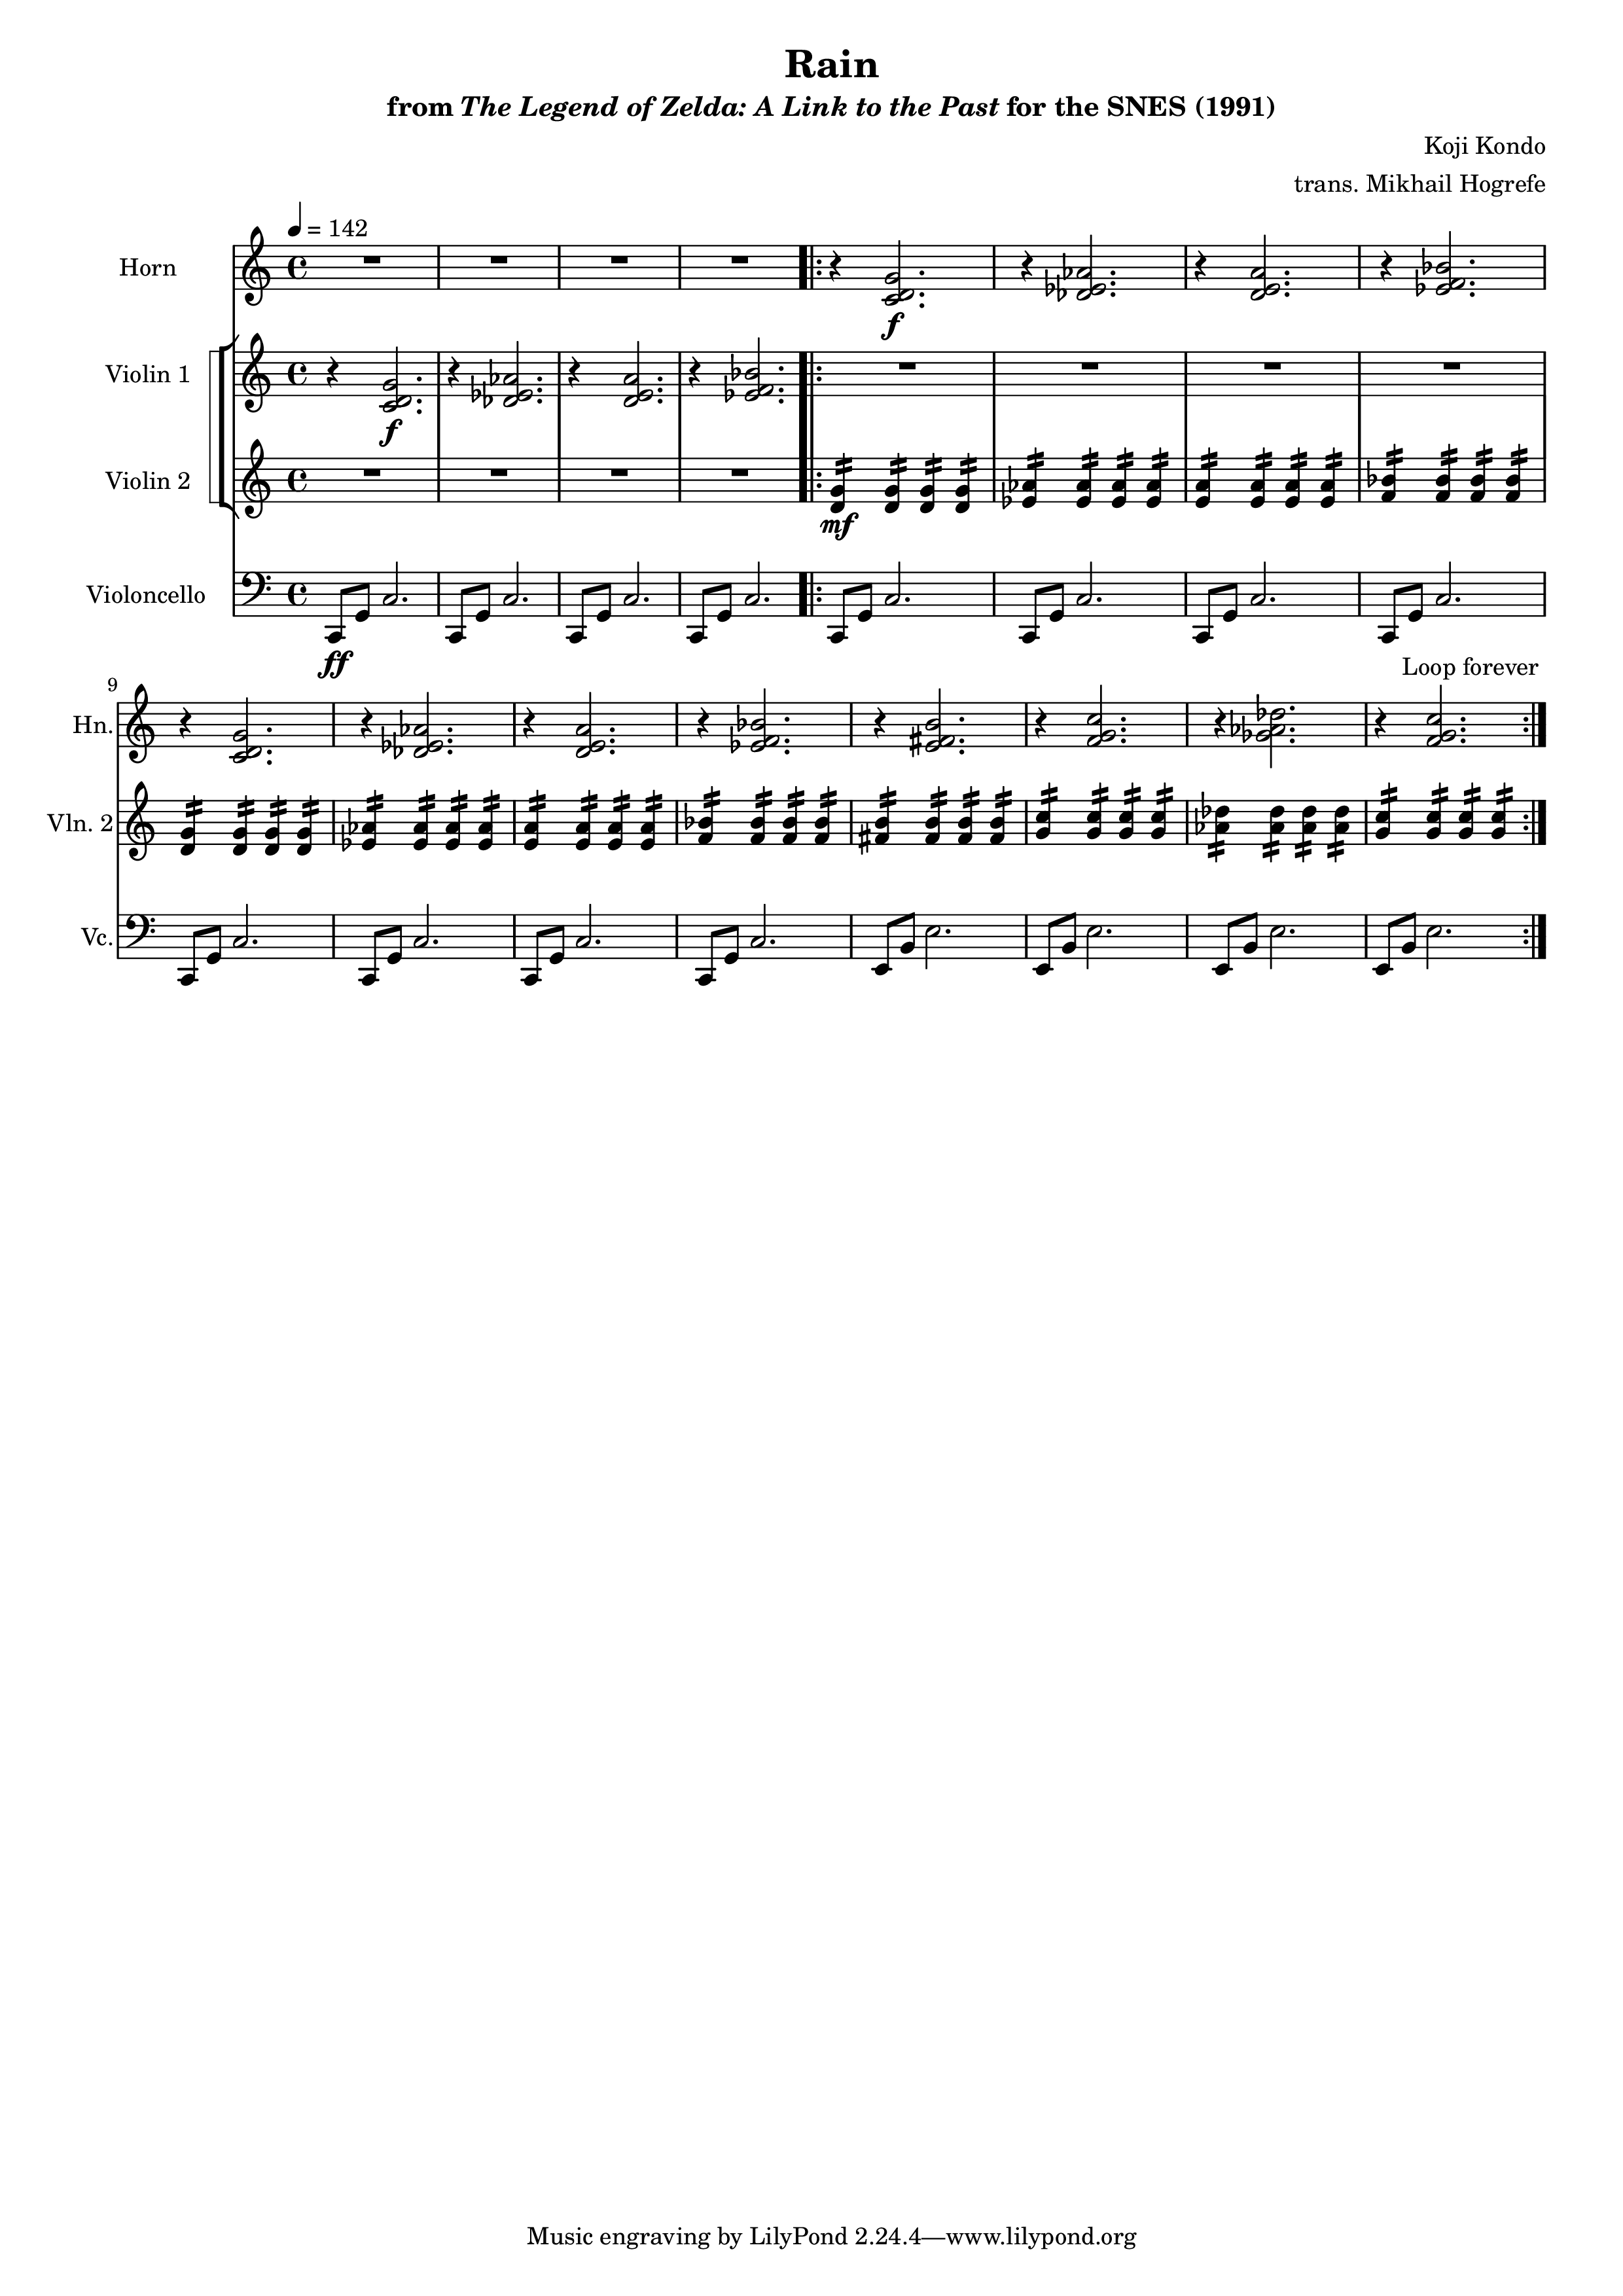 Rain
from The Legend of Zelda: A Link to the Past for the SNES (1991)
Koji Kondo
trans. Mikhail Hogrefe
= 142
Horn
f
Violin 1
f
Violin 2
mf
Violoncello
ff
Loop forever
9
Hn.
Vln. 2
Vc.
Music engraving by LilyPond 2.24.4—www.lilypond.org